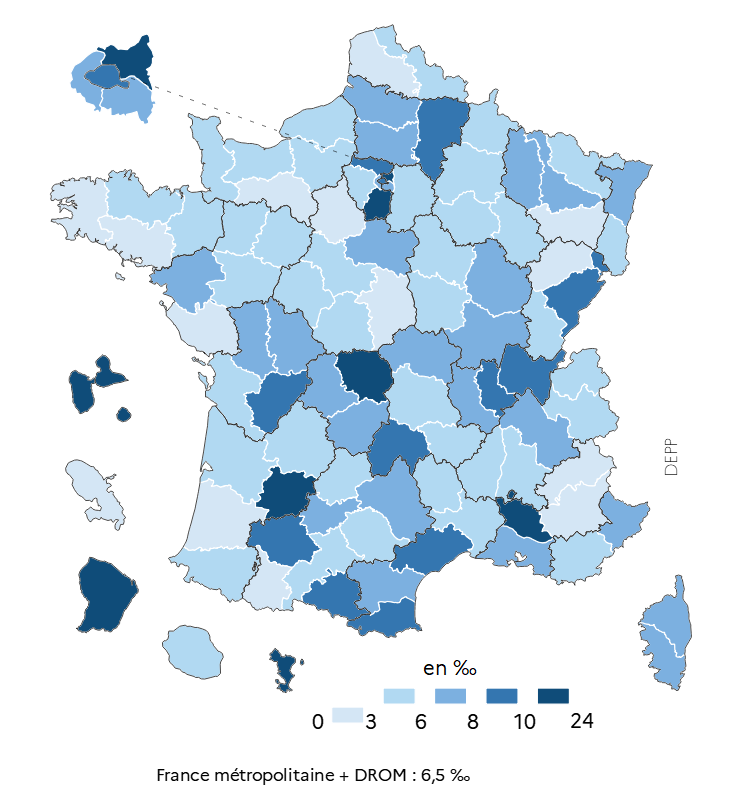 DEPP
en ‰
0 3 6 8 10 24
France métropolitaine + DROM : 6,5 ‰